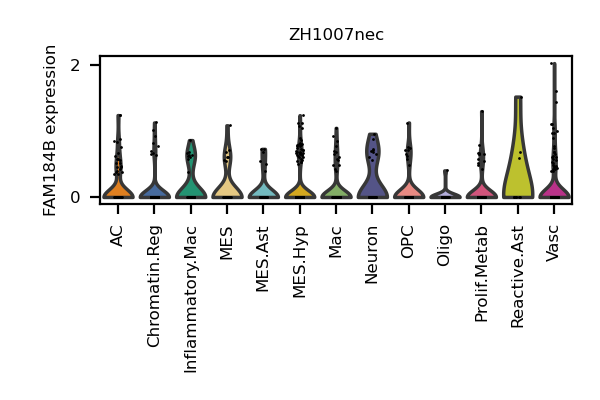 ZH1007nec
FAM184B expression
2
0
AC
Chromatin.Reg
Inflammatory.Mac
MES
MES.Ast
MES.Hyp
Mac
Neuron
OPC
Oligo
Prolif.Metab
Reactive.Ast
Vasc